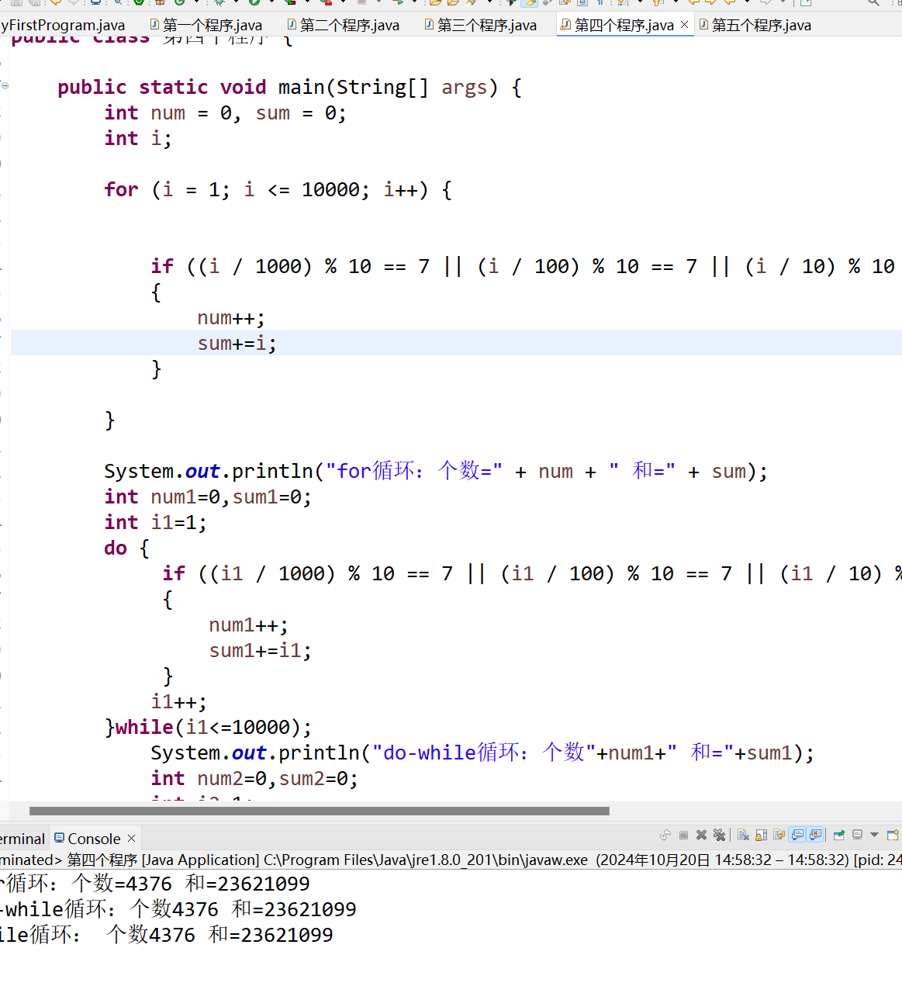 yFirstProgram.java 第一个程序.java 第二个程序.java 第三个程序.java 第四个程序.java 第五个程序.java
public class 第四个程序 {
public static void main(String[] args) {
int num = 0, sum = 0;
int i;
for (i = 1; i <= 10000; i++) {
if ((i / 1000) % 10 == 7 || (i / 100) % 10 == 7 || (i / 10) % 10
{
num++;
sum+=i;
}
}
System.out.println("for循环：个数=" + num + " 和=" + sum);
int num1=0,sum1=0;
int i1=1;
do {
if ((i1 / 1000) % 10 == 7 || (i1 / 100) % 10 == 7 || (i1 / 10) %
{
num1++;
sum1+=i1;
}
i1++;
}while(i1<=10000);
System.out.println("do-while循环：个数"+num1+" 和="+sum1);
int num2=0,sum2=0;
int i2=1;
erminal Console
minated> 第四个程序 [Java Application] C:\Program Files\Java\jre1.8.0_201\bin\javaw.exe (2024年10月20日 14:58:32 – 14:58:32) [pid: 24
r循环：个数=4376 和=23621099
-while循环：个数4376 和=23621099
ile循环： 个数4376 和=23621099